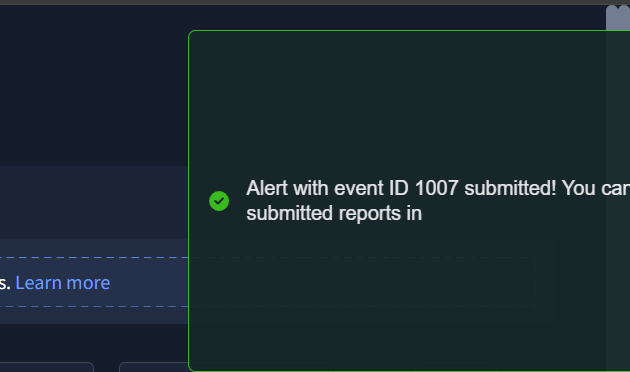 Alert with event ID 1007 submitted! You can
submitted reports in
s. Learn more